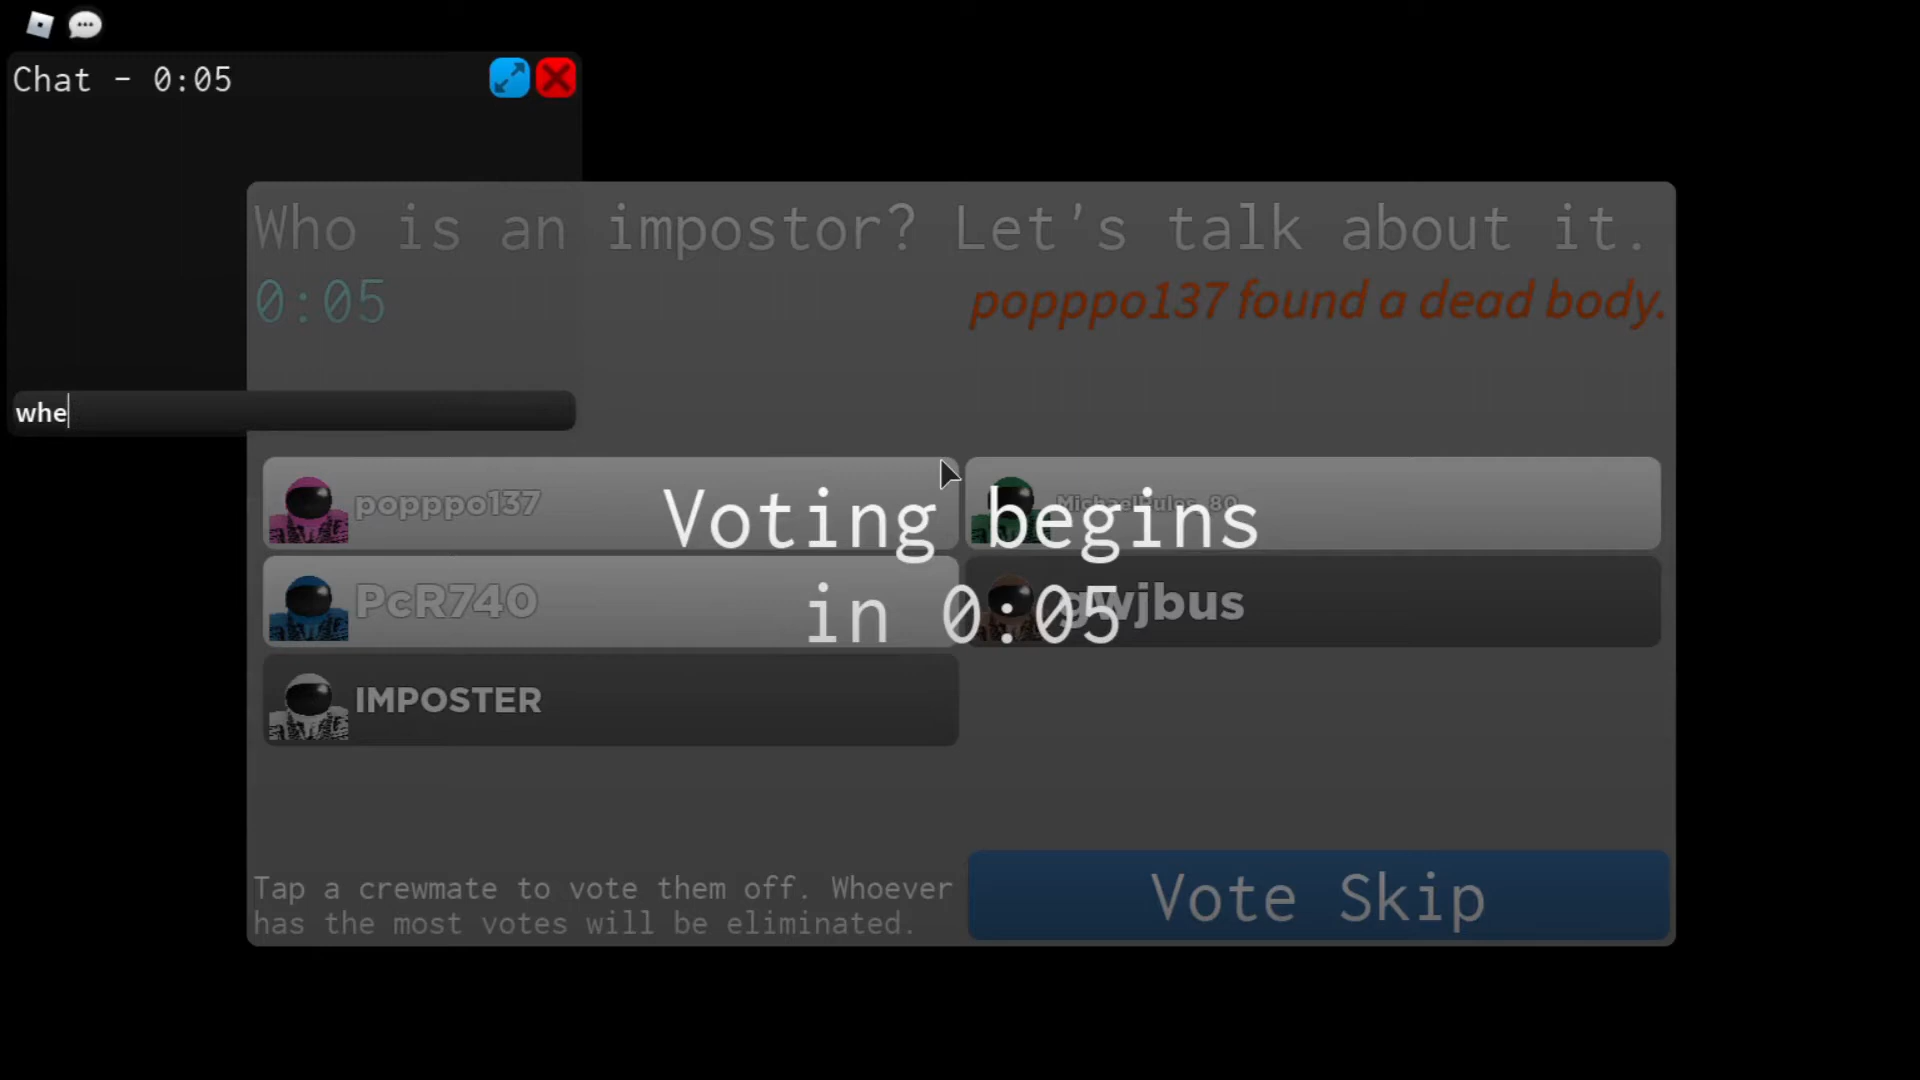 Chat - 0:05
Who is an impostor? Let's talk about it.
0:05
popppo137 found a dead body.
whe
popppo137
MichaelRules_80
Voting begins
in 0:05
PcR740
gwjbus
IMPOSTER
Tap a crewmate to vote them off. Whoever
has the most votes will be eliminated.
Vote Skip